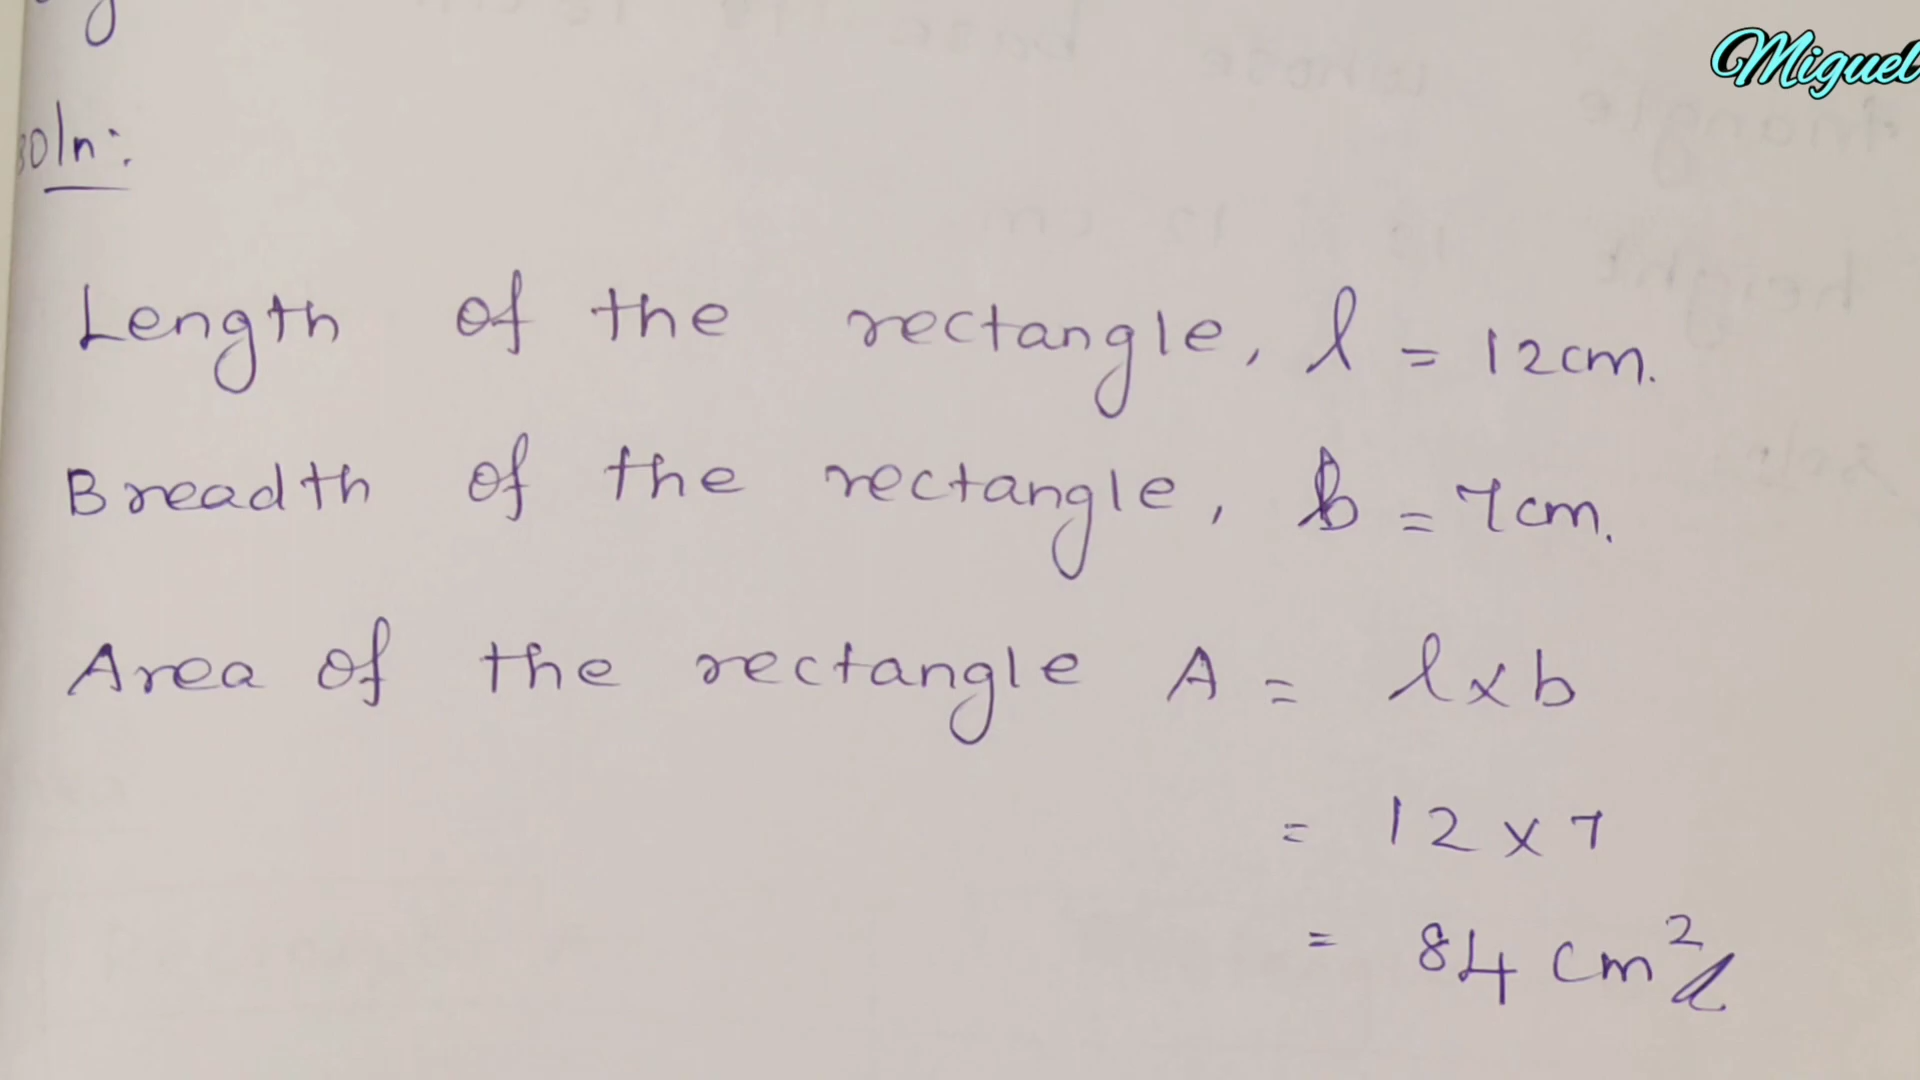 Miguel
Soln:
Length of the rectangle, l = 12cm.
Breadth of the rectangle, b = 7cm.
Area of the rectangle A = l x b
= 12 x 7
= 84 cm²